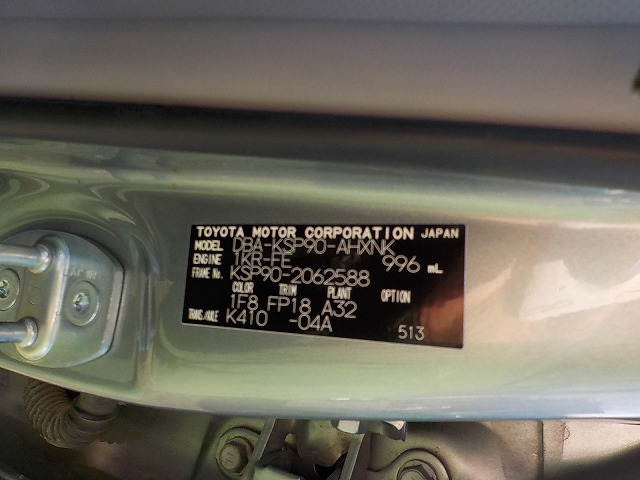 TOYOTA MOTOR CORPORATION JAPAN
MODEL DBA-KSP90-AHXNK
ENGINE 1KR-FE 996 mL
FRAME No. KSP90-2062588
COLOR TRIM PLANT OPTION
1F8 FP18 A32
TRANS/AXLE K410 -04A
513